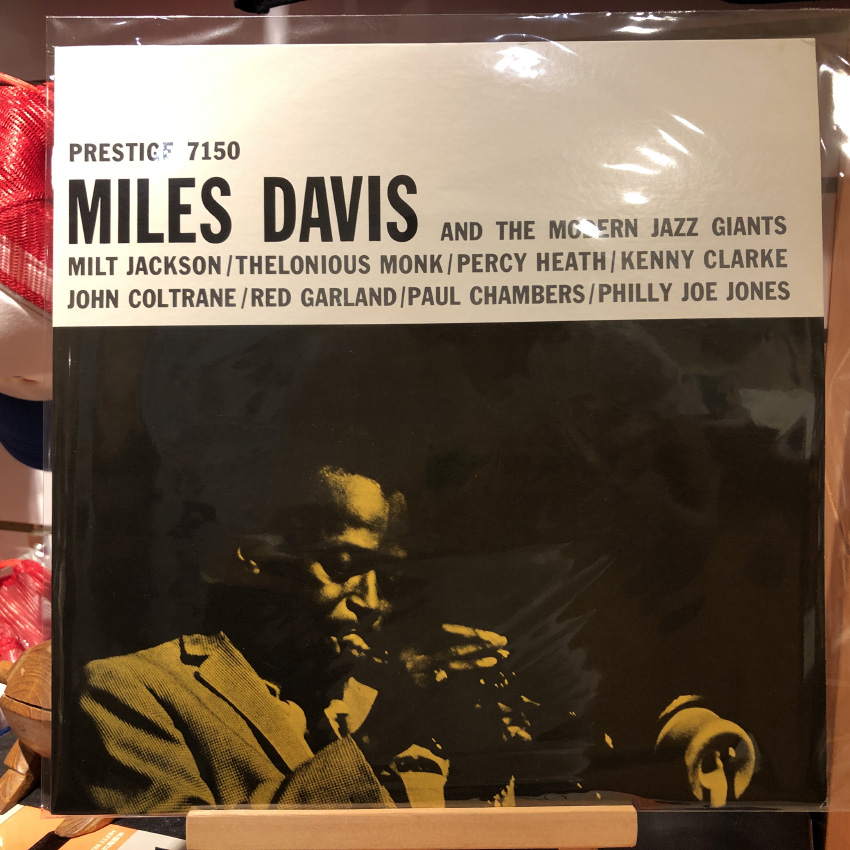 PRESTIGE 7150
MILES DAVIS AND THE MODERN JAZZ GIANTS
MILT JACKSON/THELONIOUS MONK/PERCY HEATH/KENNY CLARKE
JOHN COLTRANE/RED GARLAND/PAUL CHAMBERS/PHILLY JOE JONES